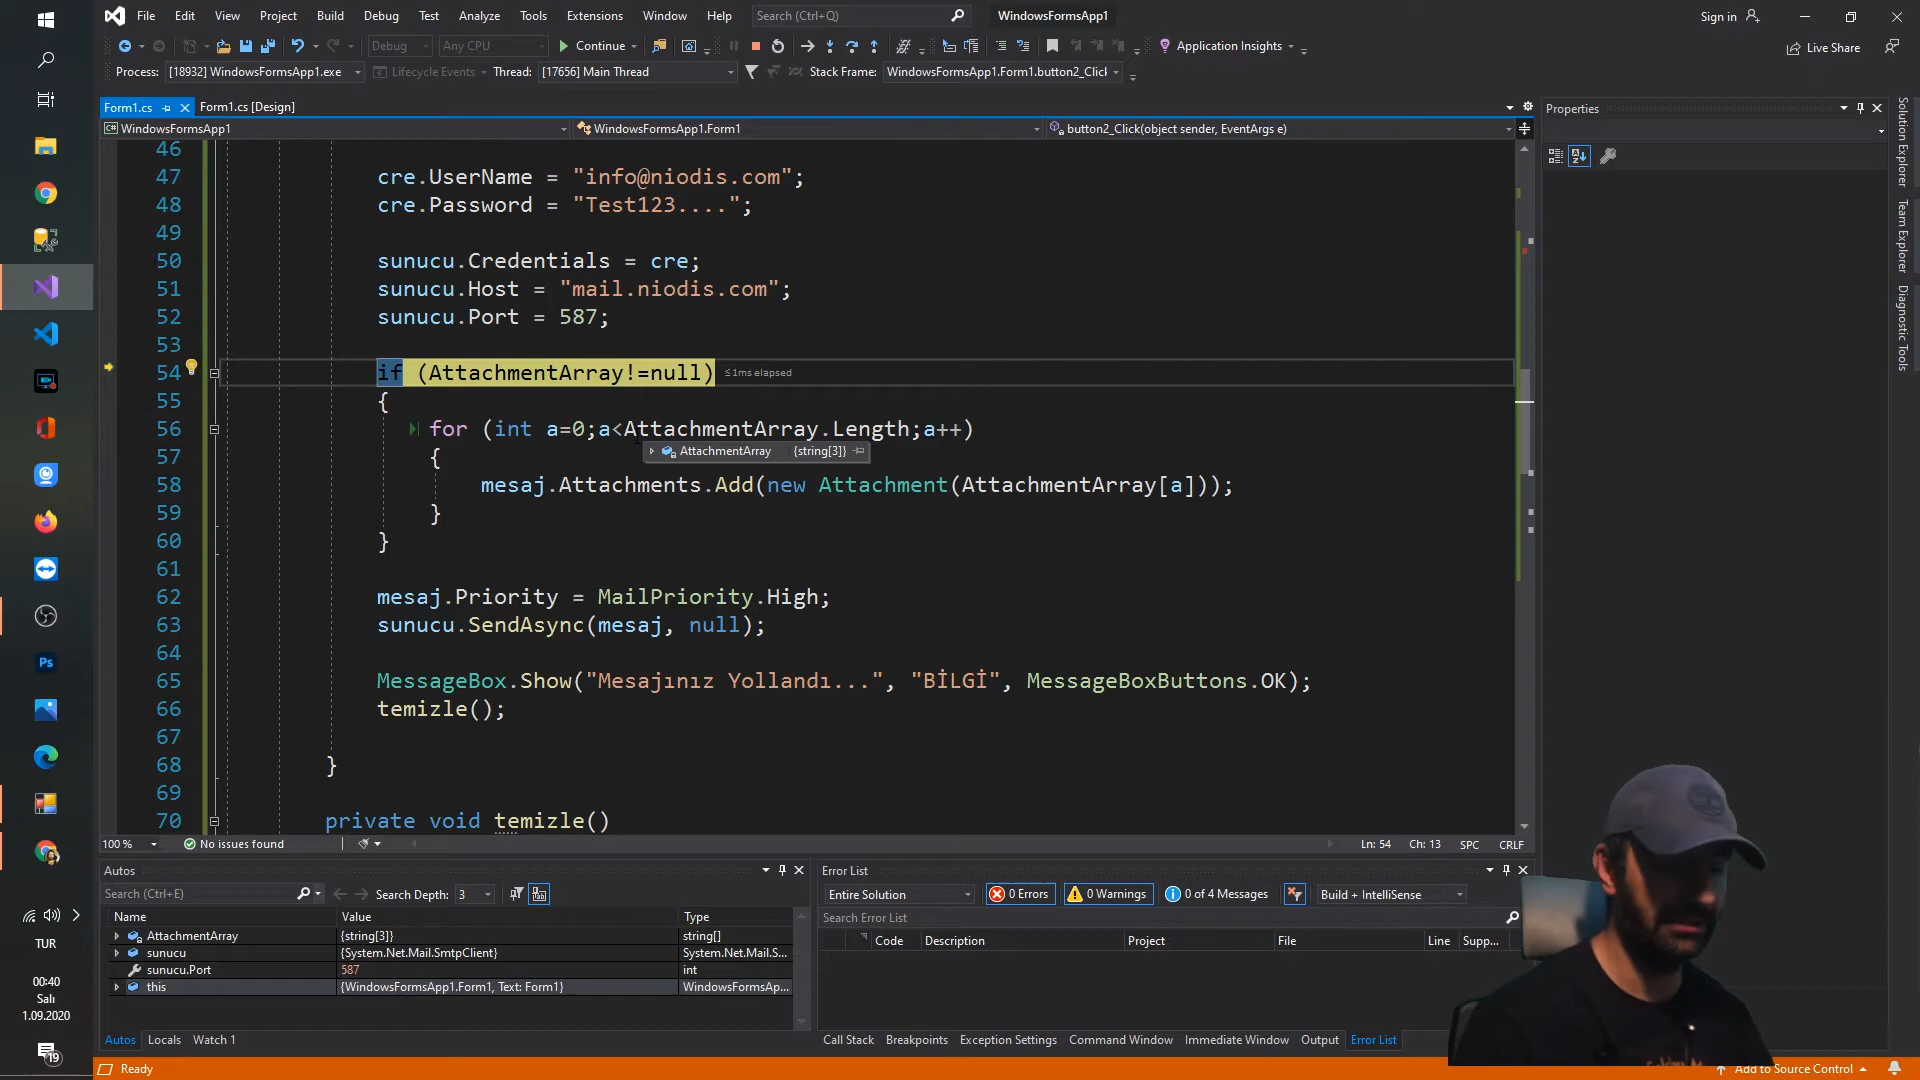 File Edit View Project Build Debug Test Analyze Tools Extensions Window Help Search (Ctrl+Q) WindowsFormsApp1 Sign in
Debug Any CPU Continue Application Insights Live Share
Process: [18932] WindowsFormsApp1.exe Lifecycle Events Thread: [17656] Main Thread Stack Frame: WindowsFormsApp1.Form1.button2_Click
Form1.cs Form1.cs [Design] Properties
WindowsFormsApp1 WindowsFormsApp1.Form1 button2_Click(object sender, EventArgs e)
46
47 cre.UserName = "info@niodis.com";
48 cre.Password = "Test123....";
49
50 sunucu.Credentials = cre;
51 sunucu.Host = "mail.niodis.com";
52 sunucu.Port = 587;
53
54 if (AttachmentArray!=null) ≤1ms elapsed
55 {
56 for (int a=0;a<AttachmentArray.Length;a++)
AttachmentArray {string[3]}
57 {
58 mesaj.Attachments.Add(new Attachment(AttachmentArray[a]));
59 }
60 }
61
62 mesaj.Priority = MailPriority.High;
63 sunucu.SendAsync(mesaj, null);
64
65 MessageBox.Show("Mesajınız Yollandı...", "BİLGİ", MessageBoxButtons.OK);
66 temizle();
67
68 }
69
70 private void temizle()
100 % No issues found Ln: 54 Ch: 13 SPC CRLF
Solution Explorer
Team Explorer
Diagnostic Tools
Autos
Search (Ctrl+E) Search Depth: 3
Name Value Type
AttachmentArray {string[3]} string[]
sunucu {System.Net.Mail.SmtpClient} System.Net.Mail.S...
sunucu.Port 587 int
this {WindowsFormsApp1.Form1, Text: Form1} WindowsFormsAp...
Autos Locals Watch 1
Error List
Entire Solution 0 Errors 0 Warnings 0 of 4 Messages Build + IntelliSense
Search Error List
Code Description Project File Line Supp...
Call Stack Breakpoints Exception Settings Command Window Immediate Window Output Error List
Ready Add to Source Control
Ps
TUR
00:40
Salı
1.09.2020
19